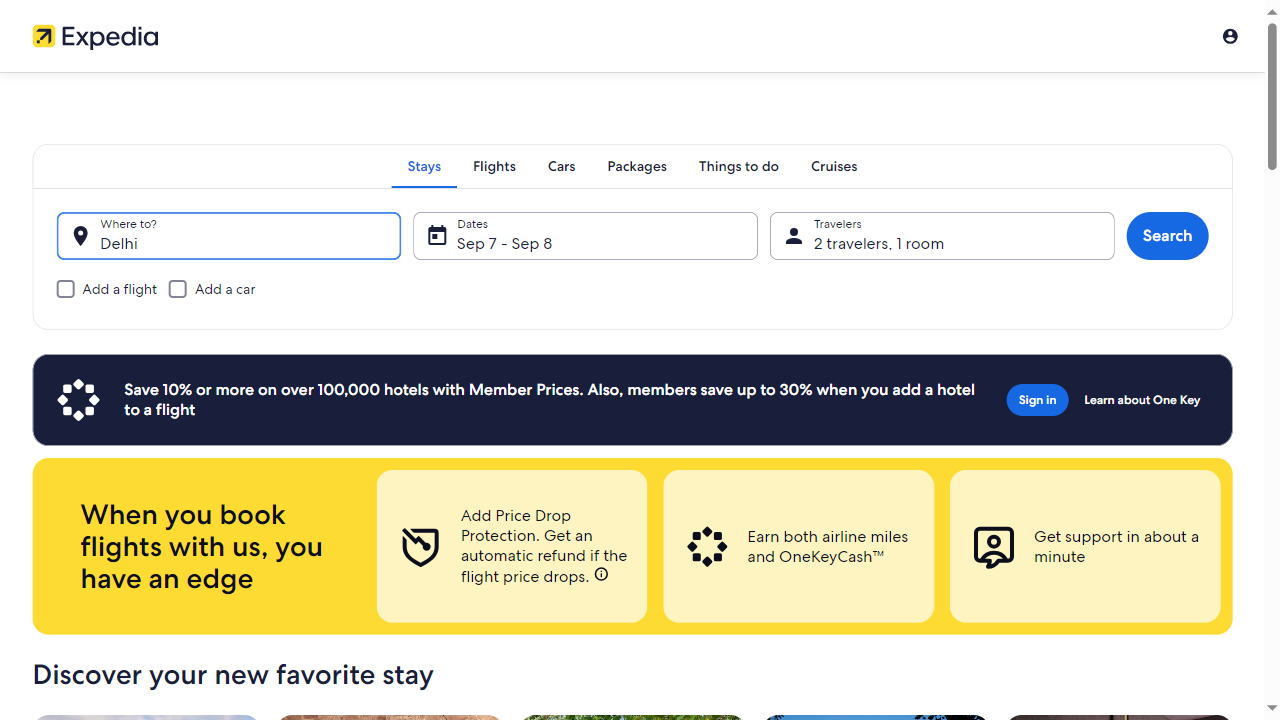 Expedia
Stays
Flights
Cars
Packages
Things to do
Cruises
Where to?
Delhi
Dates
Sep 7 - Sep 8
Travelers
2 travelers, 1 room
Search
Add a flight
Add a car
Save 10% or more on over 100,000 hotels with Member Prices. Also, members save up to 30% when you add a hotel
to a flight
Sign in
Learn about One Key
When you book
flights with us, you
have an edge
Add Price Drop
Protection. Get an
automatic refund if the
flight price drops.
Earn both airline miles
and OneKeyCash™
Get support in about a
minute
Discover your new favorite stay